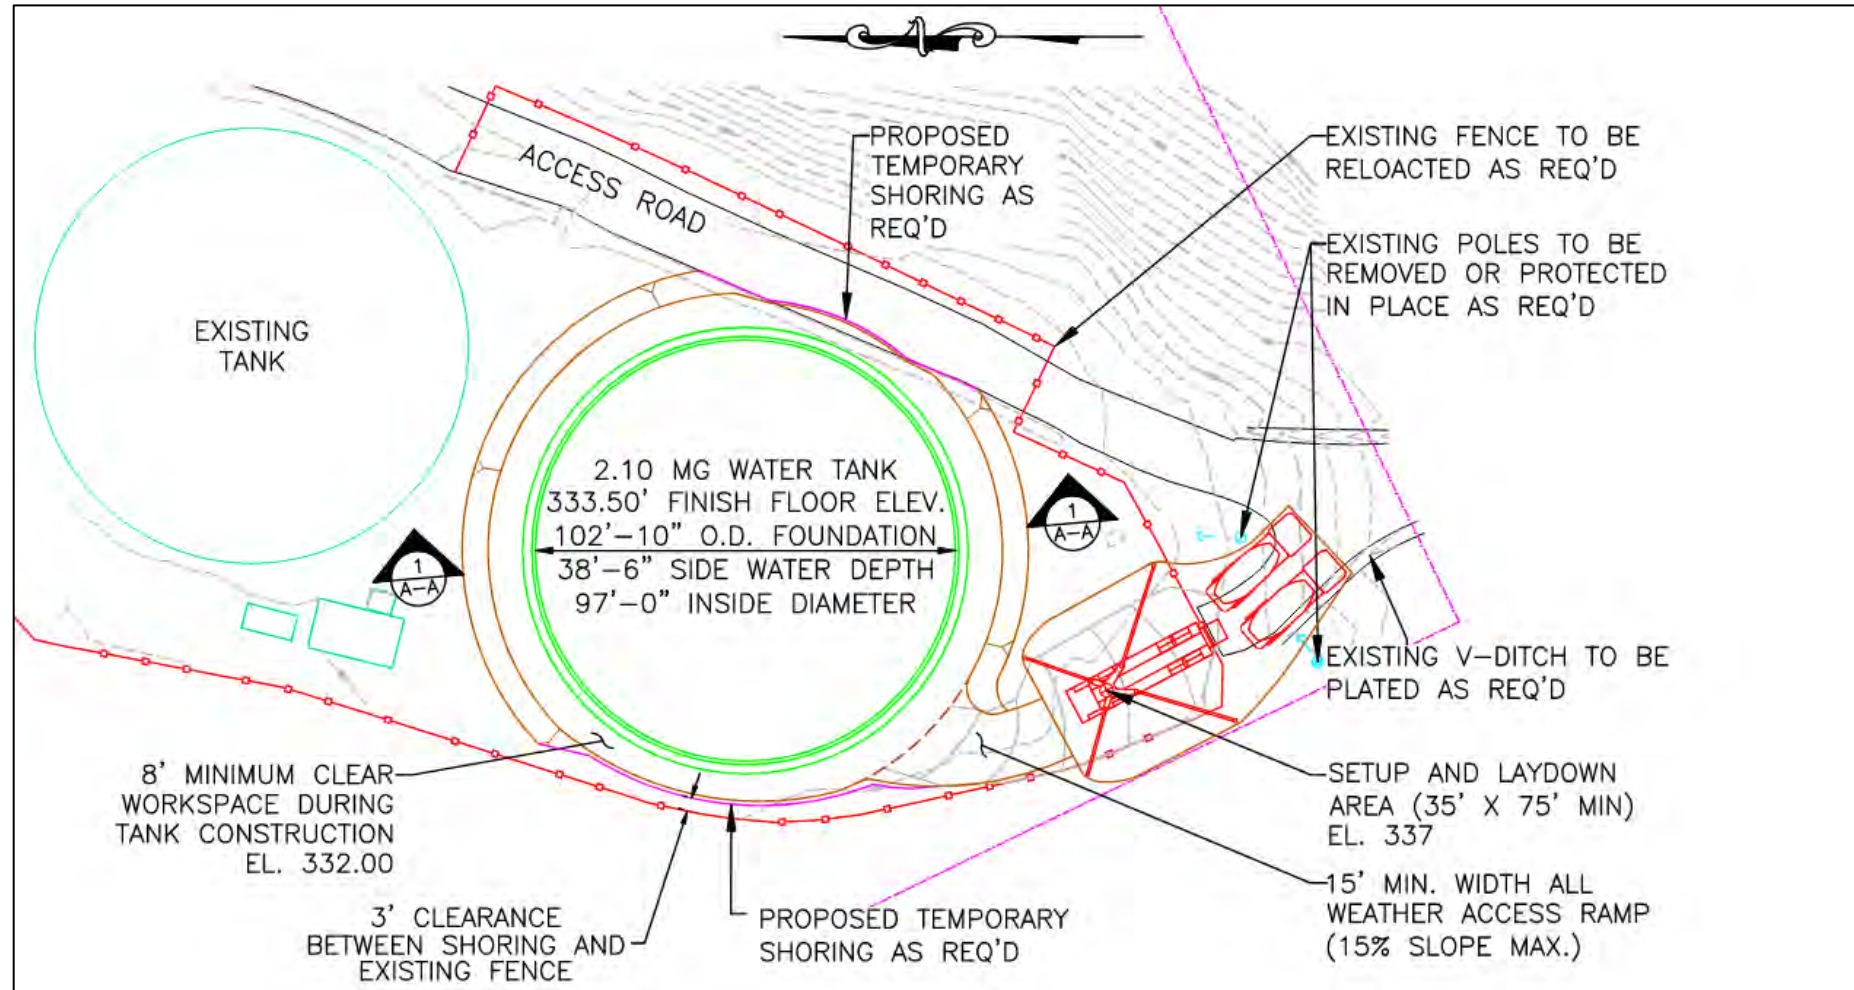 ACCESS ROAD
PROPOSED
TEMPORARY
SHORING AS
REQ'D
EXISTING FENCE TO BE
RELOACTED AS REQ'D
EXISTING POLES TO BE
REMOVED OR PROTECTED
IN PLACE AS REQ'D
EXISTING
TANK
2.10 MG WATER TANK
333.50' FINISH FLOOR ELEV.
102'-10" O.D. FOUNDATION
38'-6" SIDE WATER DEPTH
97'-0" INSIDE DIAMETER
1
A-A
1
A-A
EXISTING V-DITCH TO BE
PLATED AS REQ'D
8' MINIMUM CLEAR
WORKSPACE DURING
TANK CONSTRUCTION
EL. 332.00
SETUP AND LAYDOWN
AREA (35' X 75' MIN)
EL. 337
3' CLEARANCE
BETWEEN SHORING AND
EXISTING FENCE
PROPOSED TEMPORARY
SHORING AS REQ'D
15' MIN. WIDTH ALL
WEATHER ACCESS RAMP
(15% SLOPE MAX.)